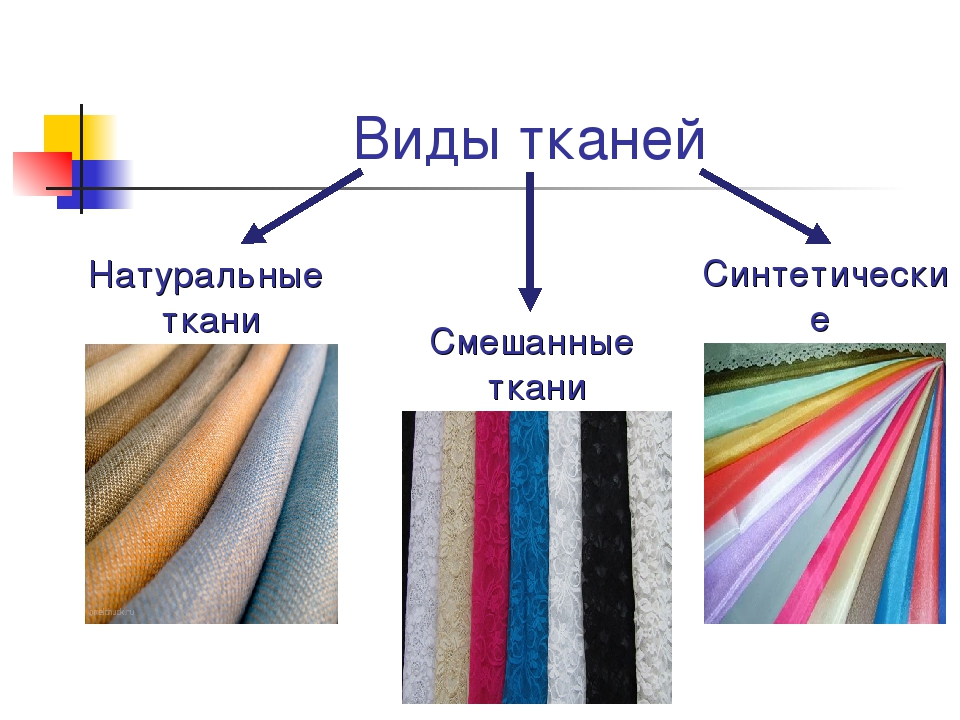 Виды тканей
Натуральные
ткани
Смешанные
ткани
Синтетически
е